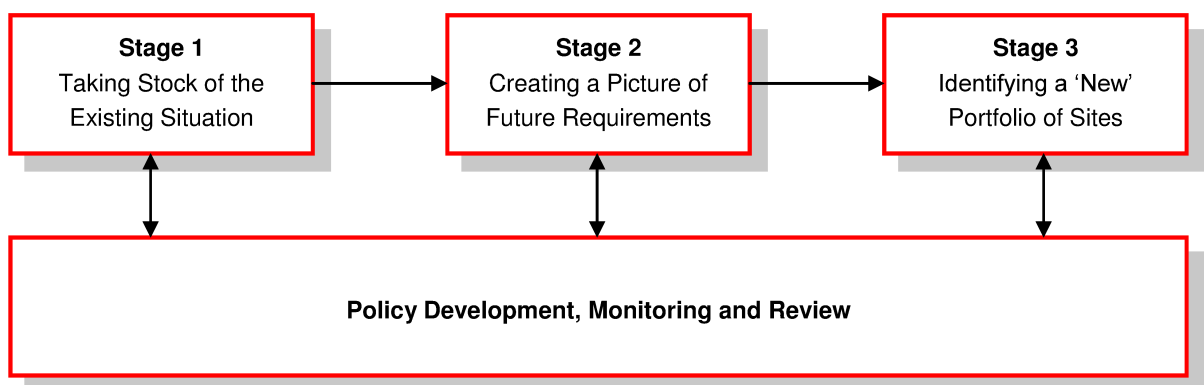 Stage 1
Taking Stock of the
Existing Situation
Stage 2
Creating a Picture of
Future Requirements
Stage 3
Identifying a ‘New’
Portfolio of Sites
Policy Development, Monitoring and Review